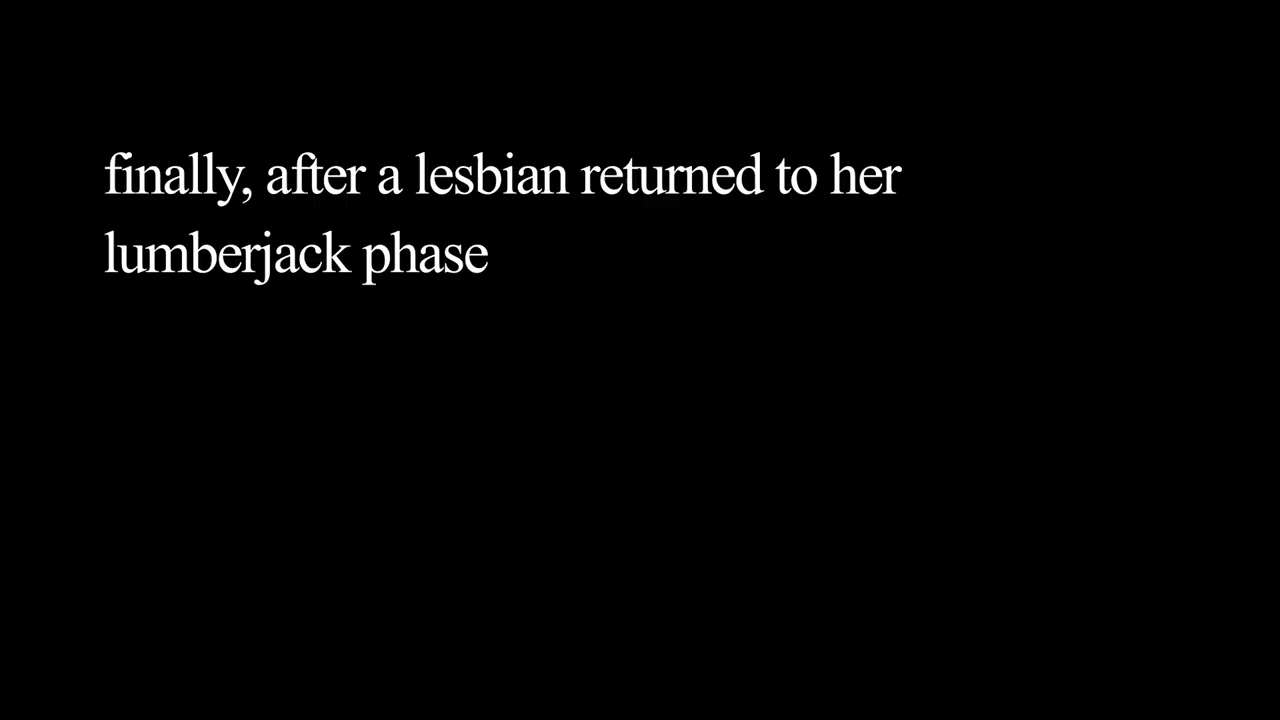 finally, after a lesbian returned to her
lumberjack phase